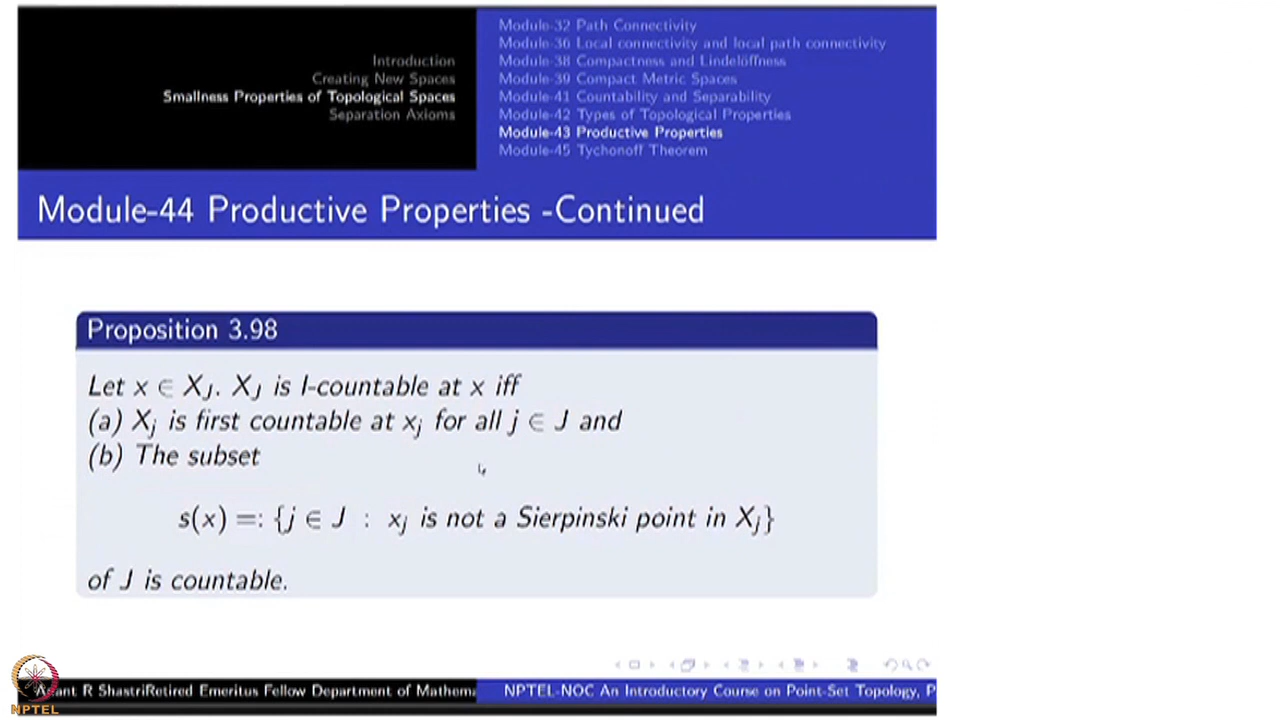 Introduction
Creating New Spaces
Smallness Properties of Topological Spaces
Separation Axioms
Module-32 Path Connectivity
Module-36 Local connectivity and local path connectivity
Module-38 Compactness and Lindelöffness
Module-39 Compact Metric Spaces
Module-41 Countability and Separability
Module-42 Types of Topological Properties
Module-43 Productive Properties
Module-45 Tychonoff Theorem
Module-44 Productive Properties -Continued
Proposition 3.98
Let x ∈ X_J. X_J is I-countable at x iff
(a) X_j is first countable at x_j for all j ∈ J and
(b) The subset
s(x) =: {j ∈ J : x_j is not a Sierpinski point in X_j}
of J is countable.
Anant R ShastriRetired Emeritus Fellow Department of Mathema
NPTEL-NOC An Introductory Course on Point-Set Topology, P
NPTEL